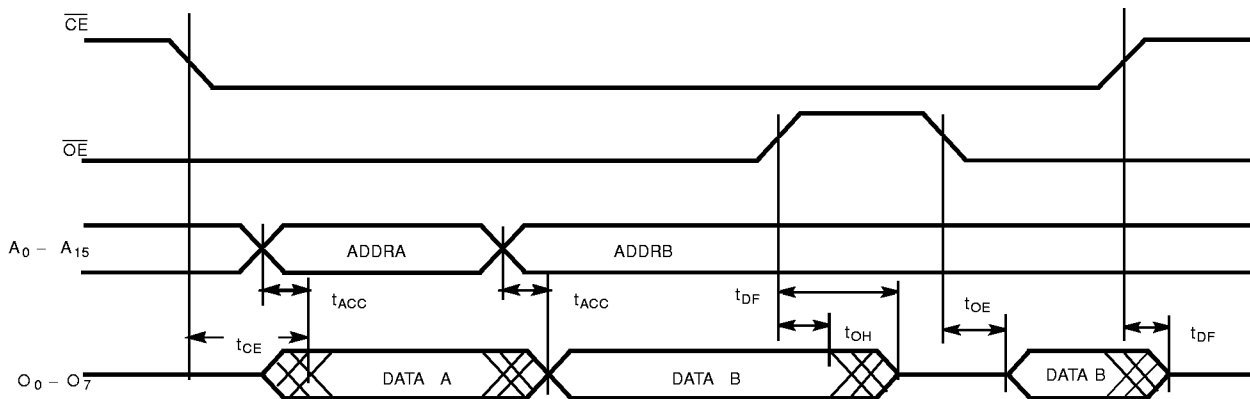 CE
OE
A0 – A15
ADDRA
ADDRB
tACC
tACC
tDF
tOH
tOE
tDF
tCE
O0 – O7
DATA A
DATA B
DATA B